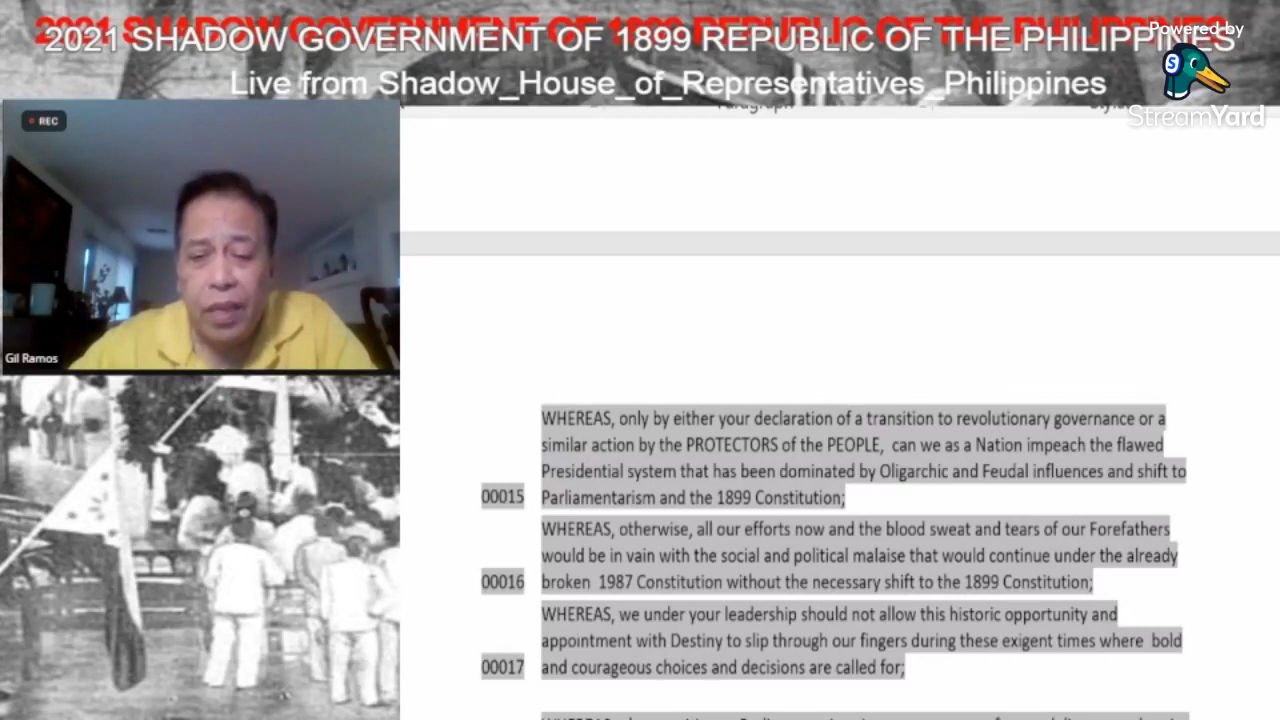 2021 SHADOW GOVERNMENT OF 1899 REPUBLIC OF THE PHILIPPINES
Powered by
Live from Shadow_House_of_Representatives_Philippines
S
StreamYard
Paragraph
REC
Gil Ramos
WHEREAS, only by either your declaration of a transition to revolutionary governance or a
similar action by the PROTECTORS of the PEOPLE, can we as a Nation impeach the flawed
Presidential system that has been dominated by Oligarchic and Feudal influences and shift to
00015 Parliamentarism and the 1899 Constitution;
WHEREAS, otherwise, all our efforts now and the blood sweat and tears of our Forefathers
would be in vain with the social and political malaise that would continue under the already
00016 broken 1987 Constitution without the necessary shift to the 1899 Constitution;
WHEREAS, we under your leadership should not allow this historic opportunity and
appointment with Destiny to slip through our fingers during these exigent times where bold
00017 and courageous choices and decisions are called for;